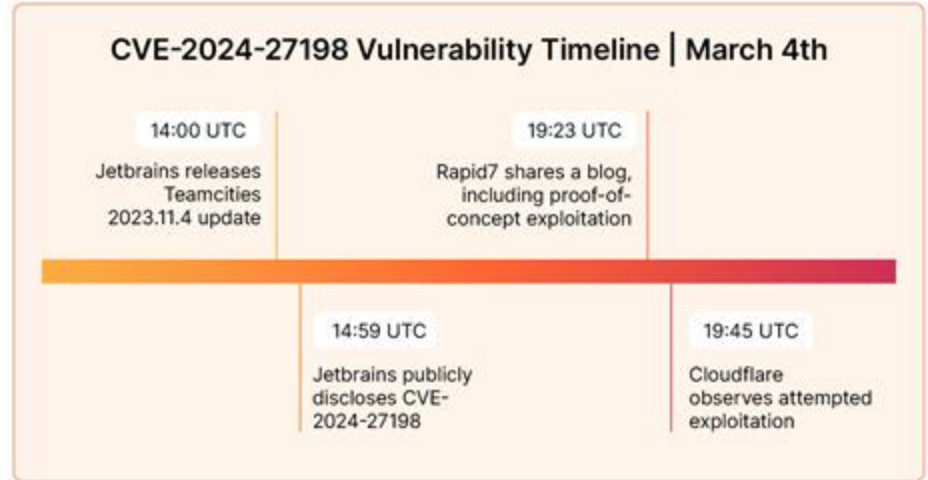 CVE-2024-27198 Vulnerability Timeline | March 4th
14:00 UTC
Jetbrains releases
Teamcities
2023.11.4 update
19:23 UTC
Rapid7 shares a blog,
including proof-of-
concept exploitation
14:59 UTC
Jetbrains publicly
discloses CVE-
2024-27198
19:45 UTC
Cloudflare
observes attempted
exploitation